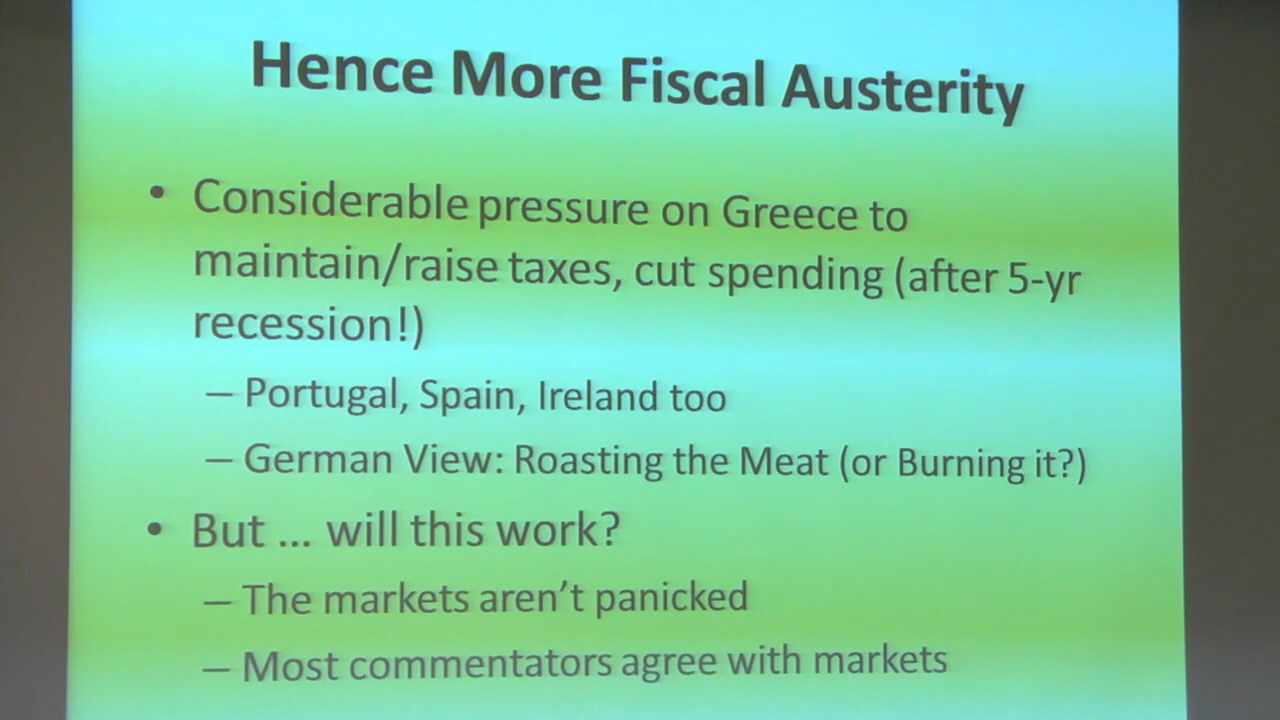 Hence More Fiscal Austerity
• Considerable pressure on Greece to
maintain/raise taxes, cut spending (after 5-yr
recession!)
– Portugal, Spain, Ireland too
– German View: Roasting the Meat (or Burning it?)
• But ... will this work?
– The markets aren’t panicked
– Most commentators agree with markets